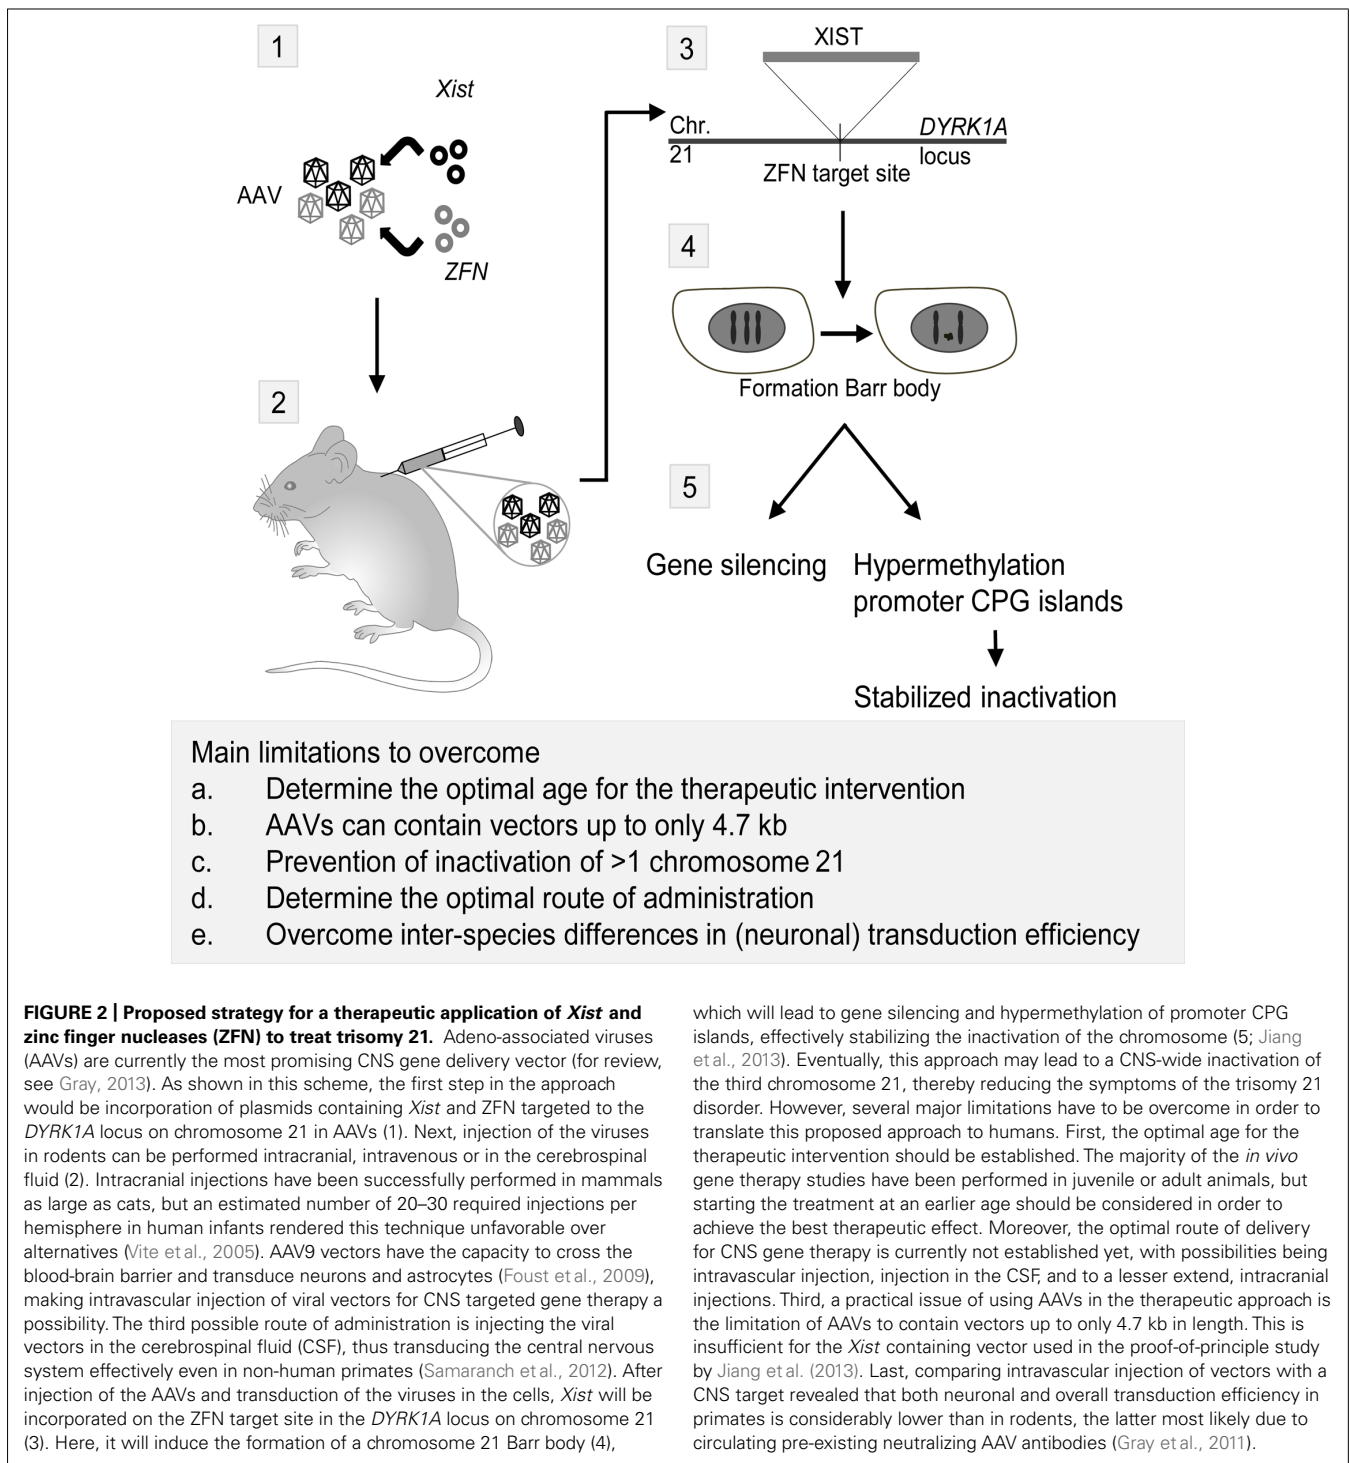 1
Xist
AAV
ZFN
2
3
XIST
Chr.
21
DYRK1A
locus
ZFN target site
4
Formation Barr body
5
Gene silencing
Hypermethylation
promoter CPG islands
Stabilized inactivation
Main limitations to overcome
a. Determine the optimal age for the therapeutic intervention
b. AAVs can contain vectors up to only 4.7 kb
c. Prevention of inactivation of >1 chromosome 21
d. Determine the optimal route of administration
e. Overcome inter-species differences in (neuronal) transduction efficiency
FIGURE 2 | Proposed strategy for a therapeutic application of Xist and
zinc finger nucleases (ZFN) to treat trisomy 21. Adeno-associated viruses
(AAVs) are currently the most promising CNS gene delivery vector (for review,
see Gray, 2013). As shown in this scheme, the first step in the approach
would be incorporation of plasmids containing Xist and ZFN targeted to the
DYRK1A locus on chromosome 21 in AAVs (1). Next, injection of the viruses
in rodents can be performed intracranial, intravenous or in the cerebrospinal
fluid (2). Intracranial injections have been successfully performed in mammals
as large as cats, but an estimated number of 20–30 required injections per
hemisphere in human infants rendered this technique unfavorable over
alternatives (Vite et al., 2005). AAV9 vectors have the capacity to cross the
blood-brain barrier and transduce neurons and astrocytes (Foust et al., 2009),
making intravascular injection of viral vectors for CNS targeted gene therapy a
possibility. The third possible route of administration is injecting the viral
vectors in the cerebrospinal fluid (CSF), thus transducing the central nervous
system effectively even in non-human primates (Samaranch et al., 2012). After
injection of the AAVs and transduction of the viruses in the cells, Xist will be
incorporated on the ZFN target site in the DYRK1A locus on chromosome 21
(3). Here, it will induce the formation of a chromosome 21 Barr body (4),
which will lead to gene silencing and hypermethylation of promoter CPG
islands, effectively stabilizing the inactivation of the chromosome (5; Jiang
et al., 2013). Eventually, this approach may lead to a CNS-wide inactivation of
the third chromosome 21, thereby reducing the symptoms of the trisomy 21
disorder. However, several major limitations have to be overcome in order to
translate this proposed approach to humans. First, the optimal age for the
therapeutic intervention should be established. The majority of the in vivo
gene therapy studies have been performed in juvenile or adult animals, but
starting the treatment at an earlier age should be considered in order to
achieve the best therapeutic effect. Moreover, the optimal route of delivery
for CNS gene therapy is currently not established yet, with possibilities being
intravascular injection, injection in the CSF, and to a lesser extend, intracranial
injections. Third, a practical issue of using AAVs in the therapeutic approach is
the limitation of AAVs to contain vectors up to only 4.7 kb in length. This is
insufficient for the Xist containing vector used in the proof-of-principle study
by Jiang et al. (2013). Last, comparing intravascular injection of vectors with a
CNS target revealed that both neuronal and overall transduction efficiency in
primates is considerably lower than in rodents, the latter most likely due to
circulating pre-existing neutralizing AAV antibodies (Gray et al., 2011).